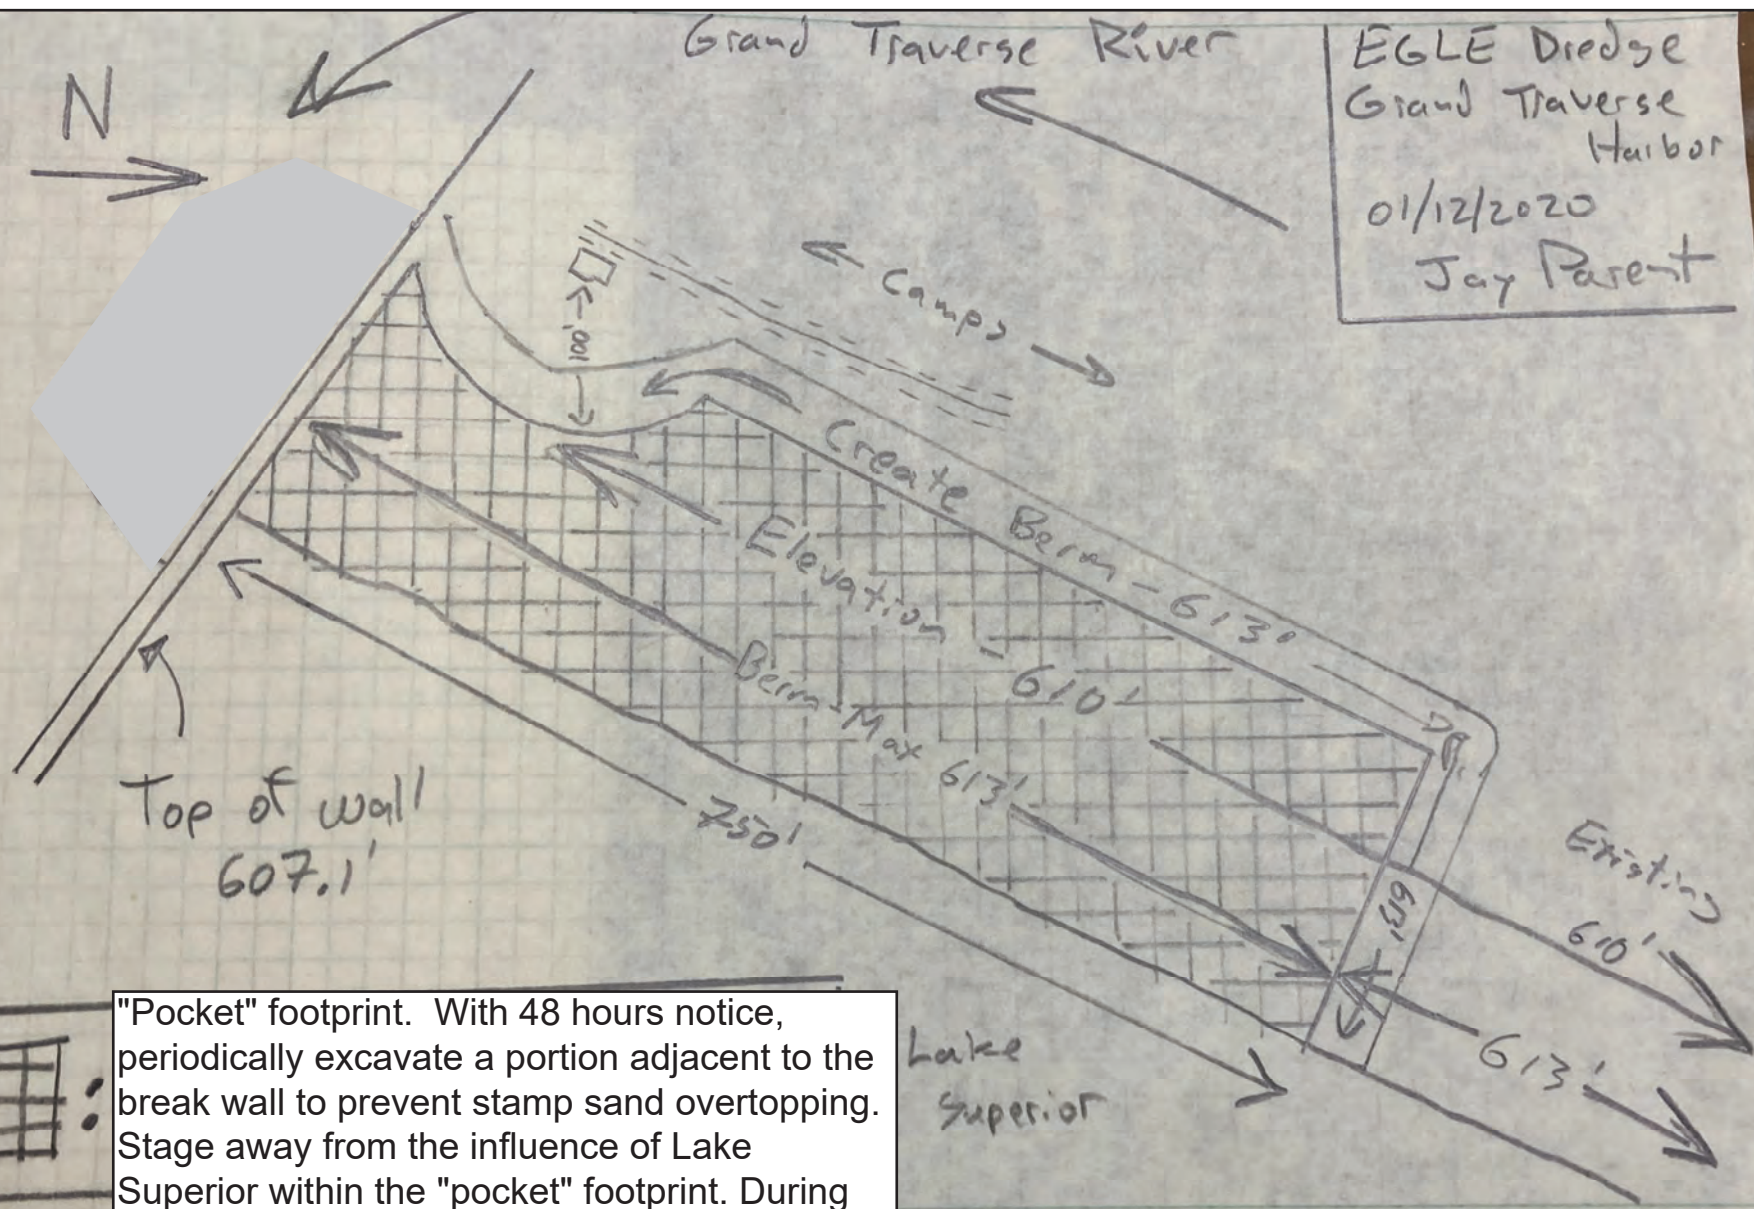 N
Grand Traverse River
EGLE Dredge
Grand Traverse
Harbor
01/12/2020
Jay Parent
← Camps →
100'
Create Berm - 613'
Elevation - 610'
Berm - Max 613'
750'
Top of wall
607.1'
613'
Existing
610'
613'
Lake
Superior
:
"Pocket" footprint. With 48 hours notice,
periodically excavate a portion adjacent to the
break wall to prevent stamp sand overtopping.
Stage away from the influence of Lake
Superior within the "pocket" footprint. During